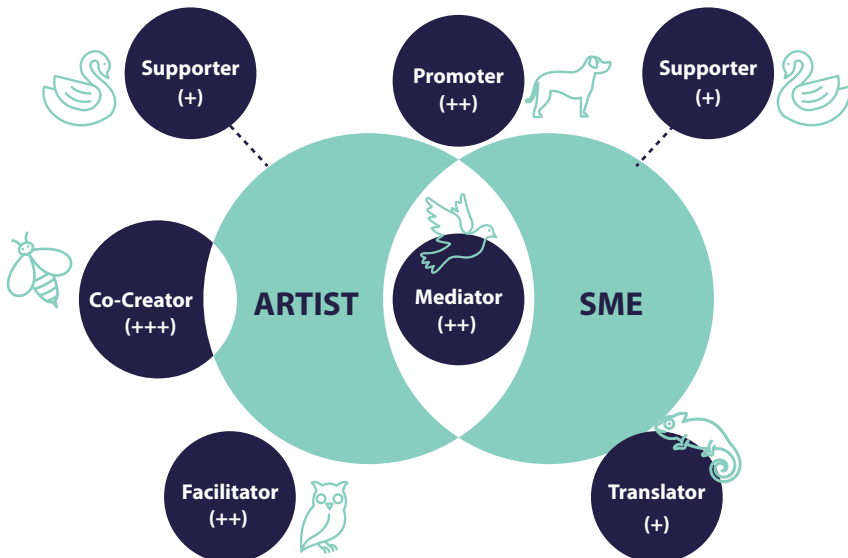 Supporter
(+)
Promoter
(++)
Supporter
(+)
Co-Creator
(+++)
ARTIST
Mediator
(++)
SME
Facilitator
(++)
Translator
(+)